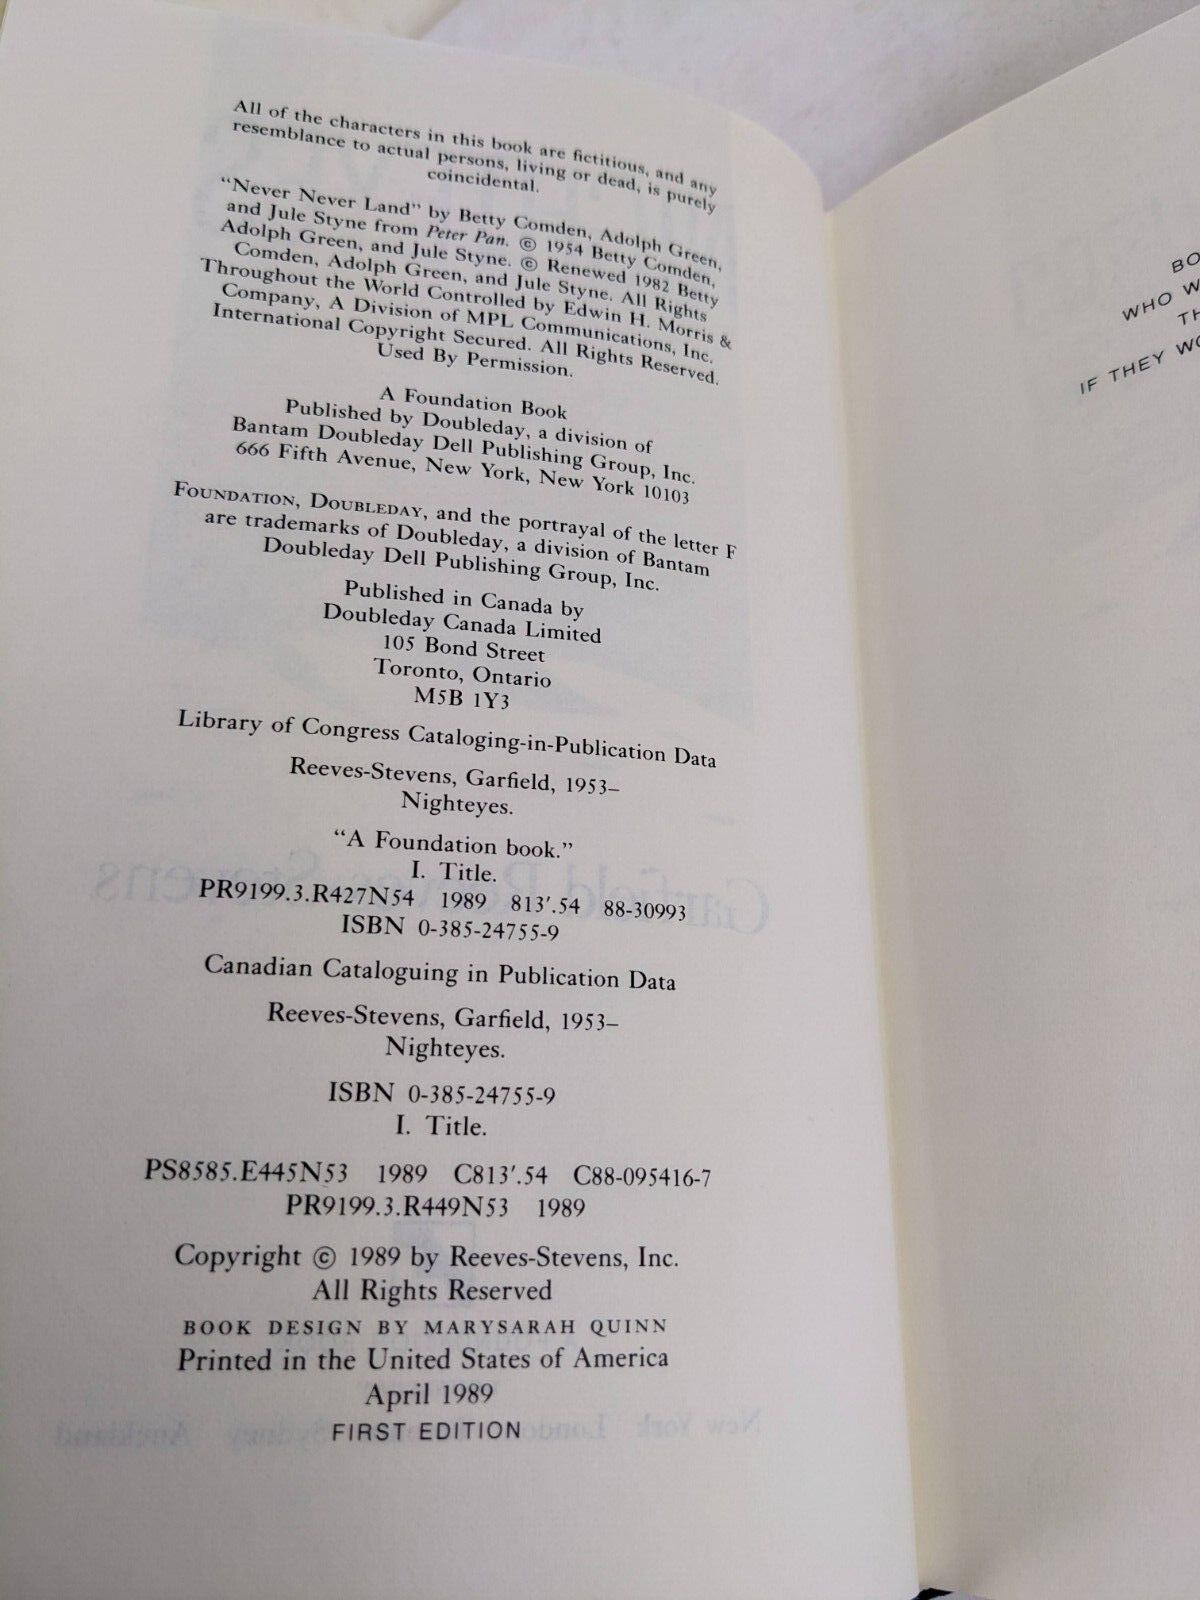 All of the characters in this book are fictitious, and any
resemblance to actual persons, living or dead, is purely
coincidental.
"Never Never Land" by Betty Comden, Adolph Green,
and Jule Styne from Peter Pan. © 1954 Betty Comden,
Adolph Green, and Jule Styne. © Renewed 1982 Betty
Comden, Adolph Green, and Jule Styne. All Rights
Throughout the World Controlled by Edwin H. Morris &
Company, A Division of MPL Communications, Inc.
International Copyright Secured. All Rights Reserved.
Used By Permission.
A Foundation Book
Published by Doubleday, a division of
Bantam Doubleday Dell Publishing Group, Inc.
666 Fifth Avenue, New York, New York 10103
FOUNDATION, DOUBLEDAY, and the portrayal of the letter F
are trademarks of Doubleday, a division of Bantam
Doubleday Dell Publishing Group, Inc.
Published in Canada by
Doubleday Canada Limited
105 Bond Street
Toronto, Ontario
M5B 1Y3
Library of Congress Cataloging-in-Publication Data
Reeves-Stevens, Garfield, 1953–
Nighteyes.
"A Foundation book."
I. Title.
PR9199.3.R427N54 1989 813′.54 88-30993
ISBN 0-385-24755-9
Canadian Cataloguing in Publication Data
Reeves-Stevens, Garfield, 1953–
Nighteyes.
ISBN 0-385-24755-9
I. Title.
PS8585.E445N53 1989 C813′.54 C88-095416-7
PR9199.3.R449N53 1989
Copyright © 1989 by Reeves-Stevens, Inc.
All Rights Reserved
BOOK DESIGN BY MARYSARAH QUINN
Printed in the United States of America
April 1989
FIRST EDITION
BO
WHO W
TH
IF THEY WO